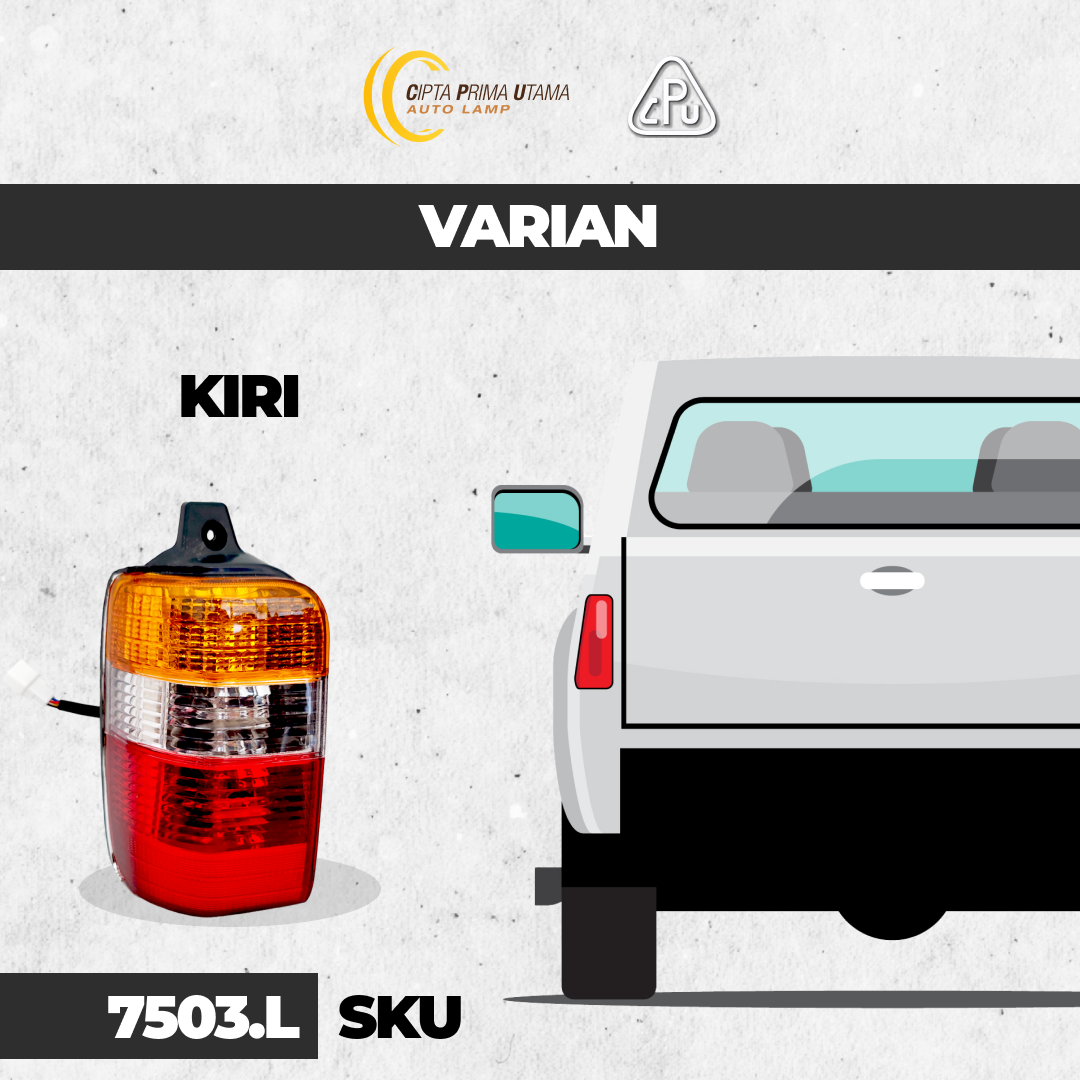 CIPTA PRIMA UTAMA
AUTO LAMP
CPU
VARIAN
KIRI
7503.L SKU